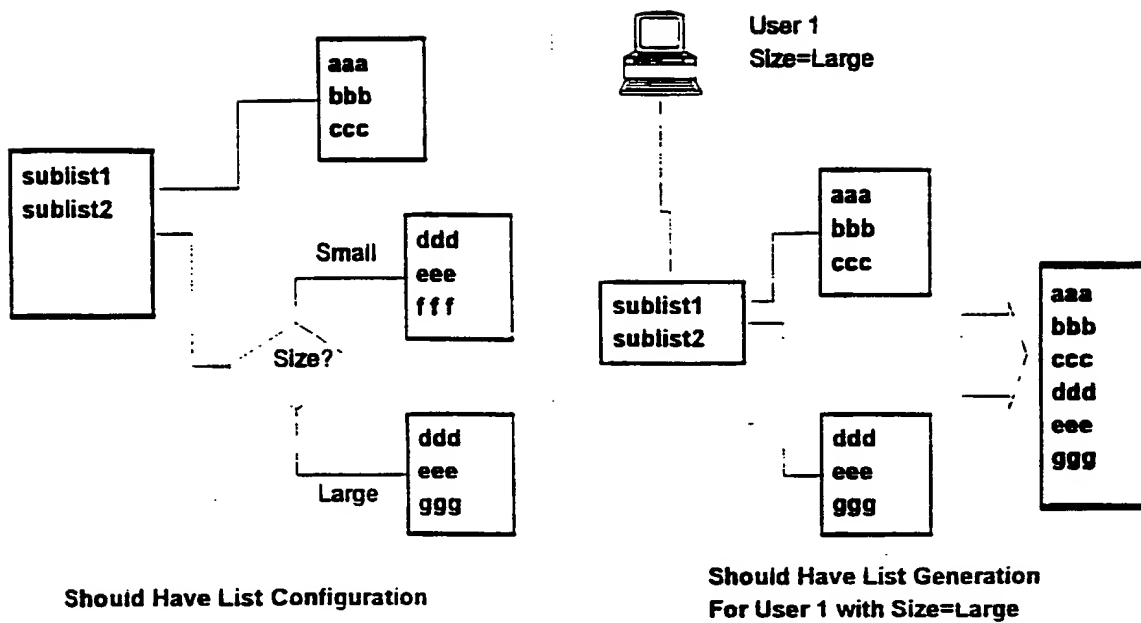 aaa
bbb
ccc
sublist1
sublist2
Small
ddd
eee
fff
Size?
Large
ddd
eee
ggg
Should Have List Configuration
User 1
Size=Large
aaa
bbb
ccc
sublist1
sublist2
ddd
eee
ggg
aaa
bbb
ccc
ddd
eee
ggg
Should Have List Generation
For User 1 with Size=Large